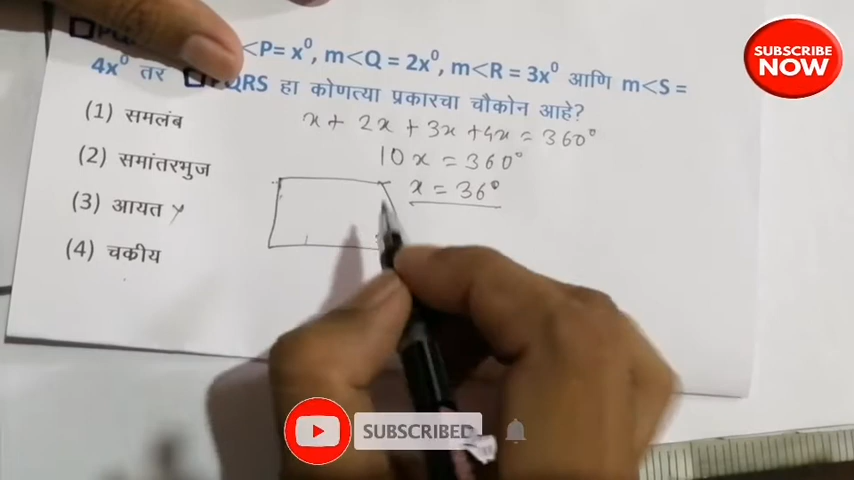 <P= x⁰, m<Q = 2x⁰, m<R = 3x⁰ आणि m<S =
4x⁰ तर □PQRS हा कोणत्या प्रकारचा चौकोन आहे?
(1) समलंब
(2) समांतरभुज
(3) आयत
(4) चकीय
x + 2x + 3x + 4x = 360°
10x = 360°
x = 36°
SUBSCRIBE
NOW
SUBSCRIBED